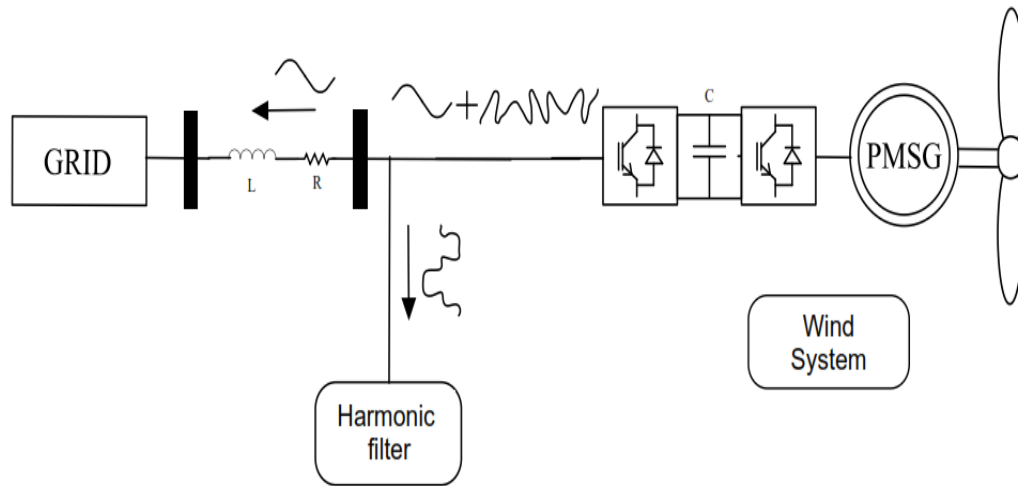 C
GRID
PMSG
L
R
Wind
System
Harmonic
filter